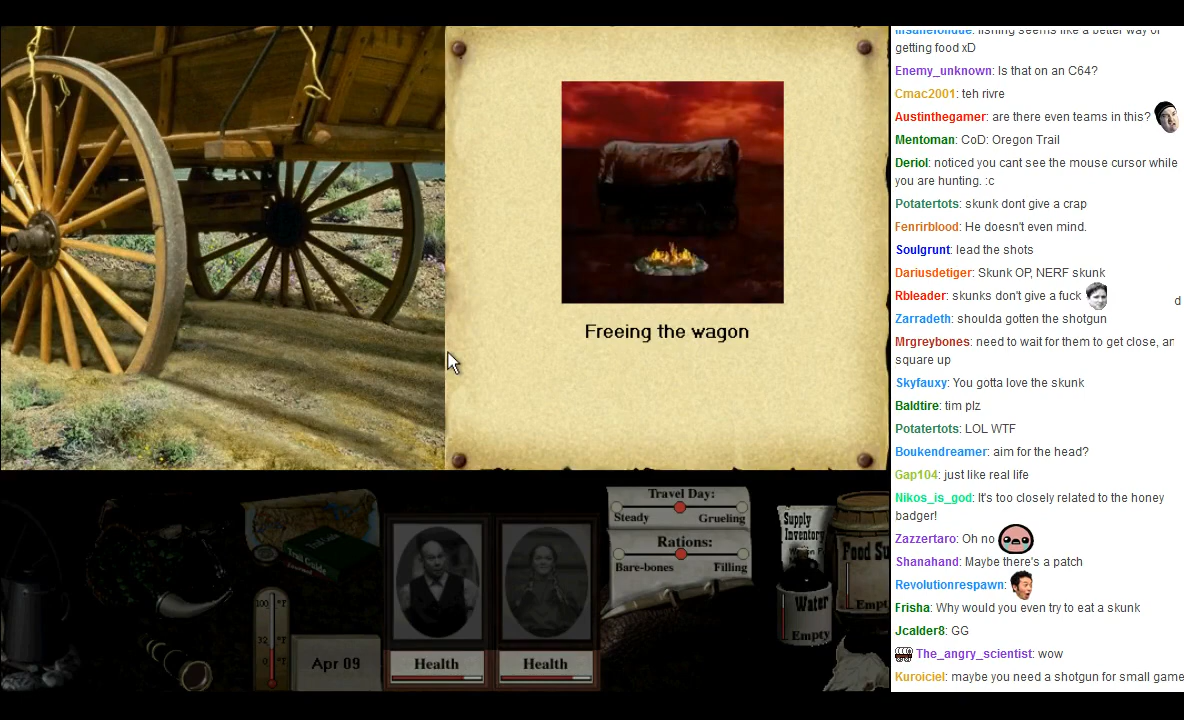 Freeing the wagon
Travel Day:
Steady Grueling
Rations:
Bare-bones Filling
Supply
Inventory
Water
Empty
Food Su
Empt
Trail Guide
100 °F
32 °F
0 °F
Apr 09
Health
Health
Insanefondue: fishing seems like a better way of
getting food xD
Enemy_unknown: Is that on an C64?
Cmac2001: teh rivre
Austinthegamer: are there even teams in this?
Mentoman: CoD: Oregon Trail
Deriol: noticed you cant see the mouse cursor while
you are hunting. :c
Potatertots: skunk dont give a crap
Fenrirblood: He doesn't even mind.
Soulgrunt: lead the shots
Dariusdetiger: Skunk OP, NERF skunk
Rbleader: skunks don't give a fuck
d
Zarradeth: shoulda gotten the shotgun
Mrgreybones: need to wait for them to get close, an
square up
Skyfauxy: You gotta love the skunk
Baldtire: tim plz
Potatertots: LOL WTF
Boukendreamer: aim for the head?
Gap104: just like real life
Nikos_is_god: It's too closely related to the honey
badger!
Zazzertaro: Oh no
Shanahand: Maybe there's a patch
Revolutionrespawn:
Frisha: Why would you even try to eat a skunk
Jcalder8: GG
The_angry_scientist: wow
Kuroiciel: maybe you need a shotgun for small game